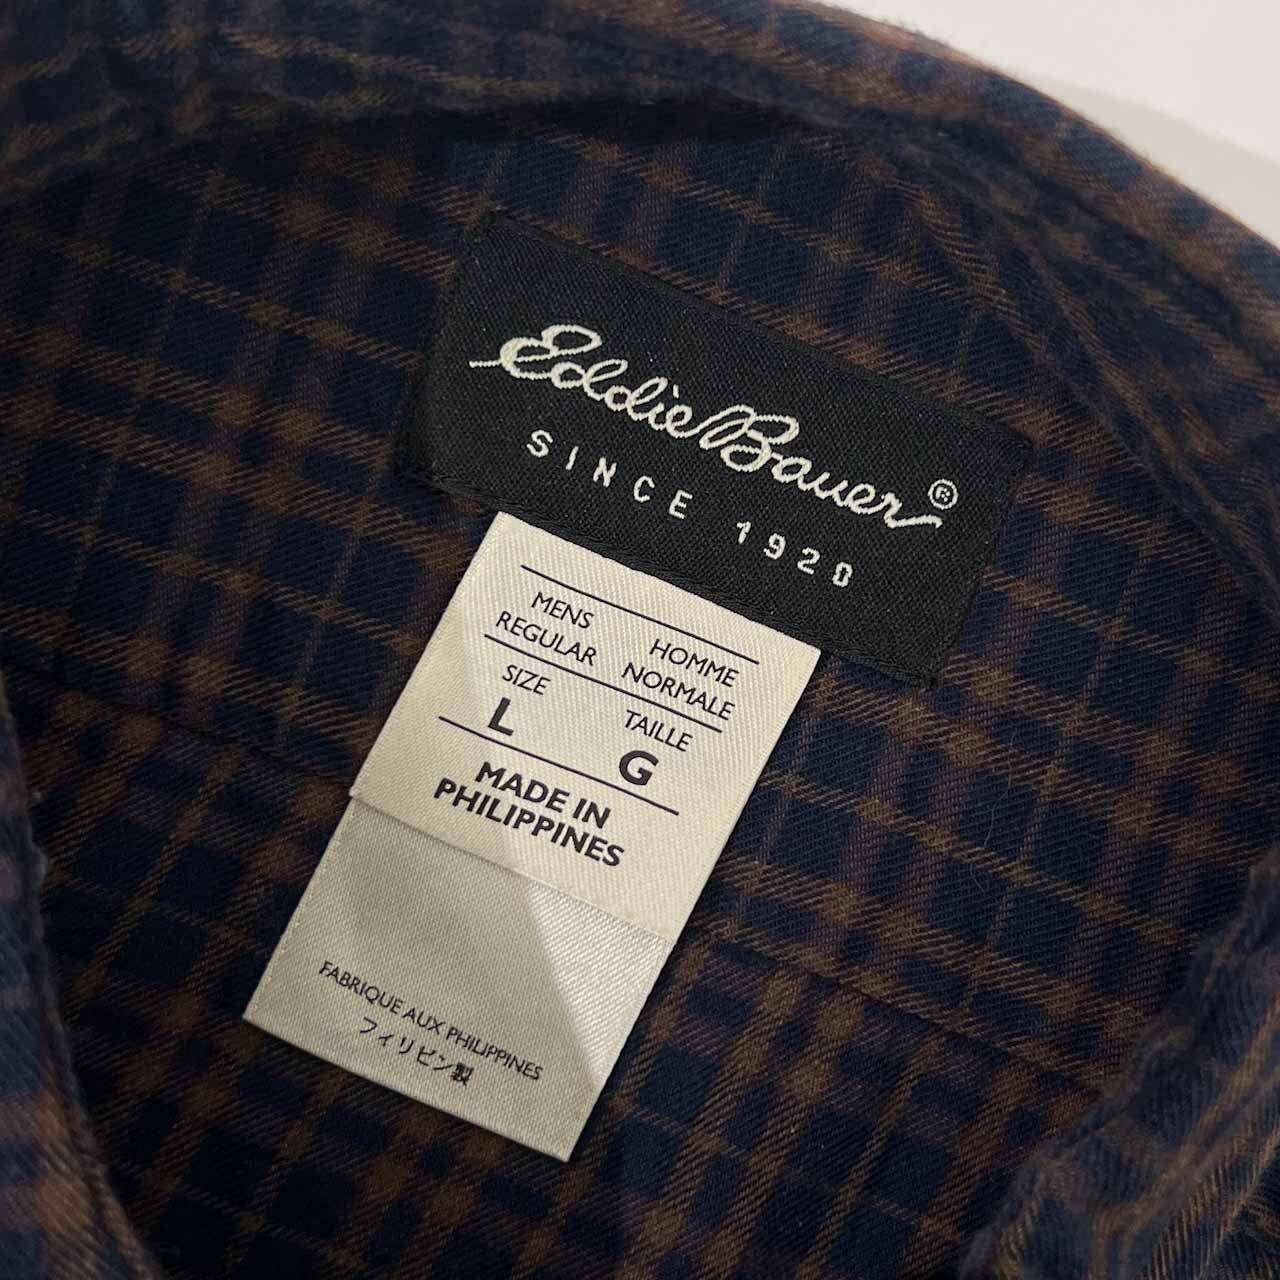 Eddie Bauer®
SINCE 1920
MENS HOMME
REGULAR NORMALE
SIZE TAILLE
L G
MADE IN
PHILIPPINES
FABRIQUE AUX PHILIPPINES
フィリピン製